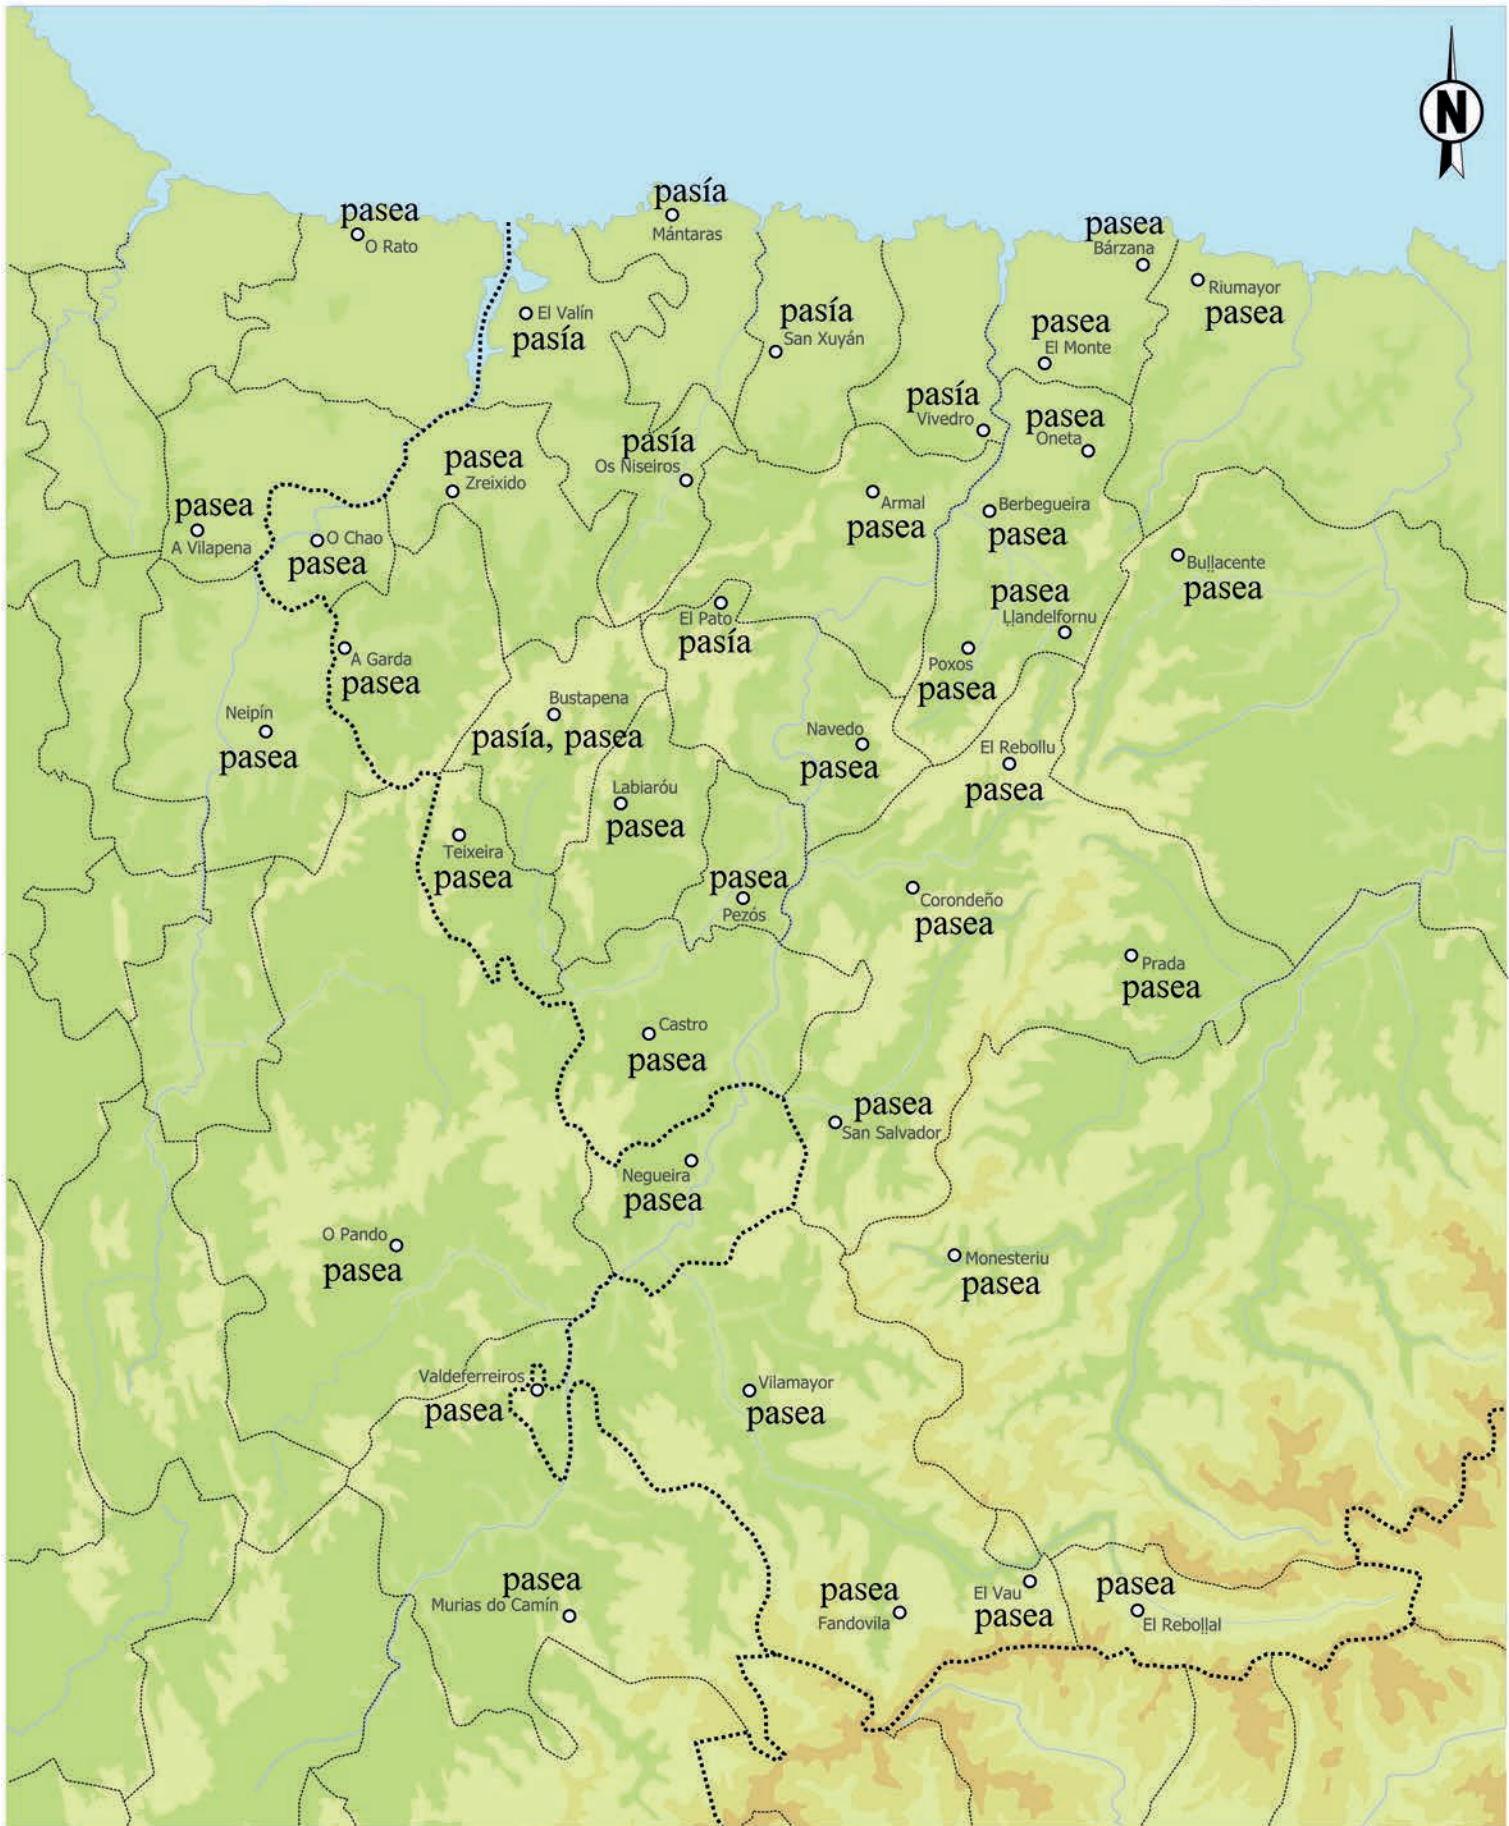 N
pasía
Mántaras
pasea
O Rato
pasea
Bárzana
Riumayor
pasea
El Valín
pasía
pasía
San Xuyán
pasea
El Monte
pasía
Vivedro
pasea
Oneta
pasía
Os Niseiros
pasea
Zreixido
Armal
pasea
Berbegueira
pasea
pasea
A Vilapena
O Chao
pasea
Buḷḷacente
pasea
pasea
Ḷḷandelfornu
El Pato
pasía
A Garda
pasea
Poxos
pasea
Neipín
pasea
Bustapena
pasía, pasea
Navedo
pasea
El Rebollu
pasea
Labiaróu
pasea
Teixeira
pasea
pasea
Pezós
Corondeño
pasea
Prada
pasea
Castro
pasea
pasea
San Salvador
Negueira
pasea
O Pando
pasea
Monesteriu
pasea
Valdeferreiros
pasea
Vilamayor
pasea
pasea
Murias do Camín
pasea
Fandovila
El Vau
pasea
pasea
El Reboḷḷal